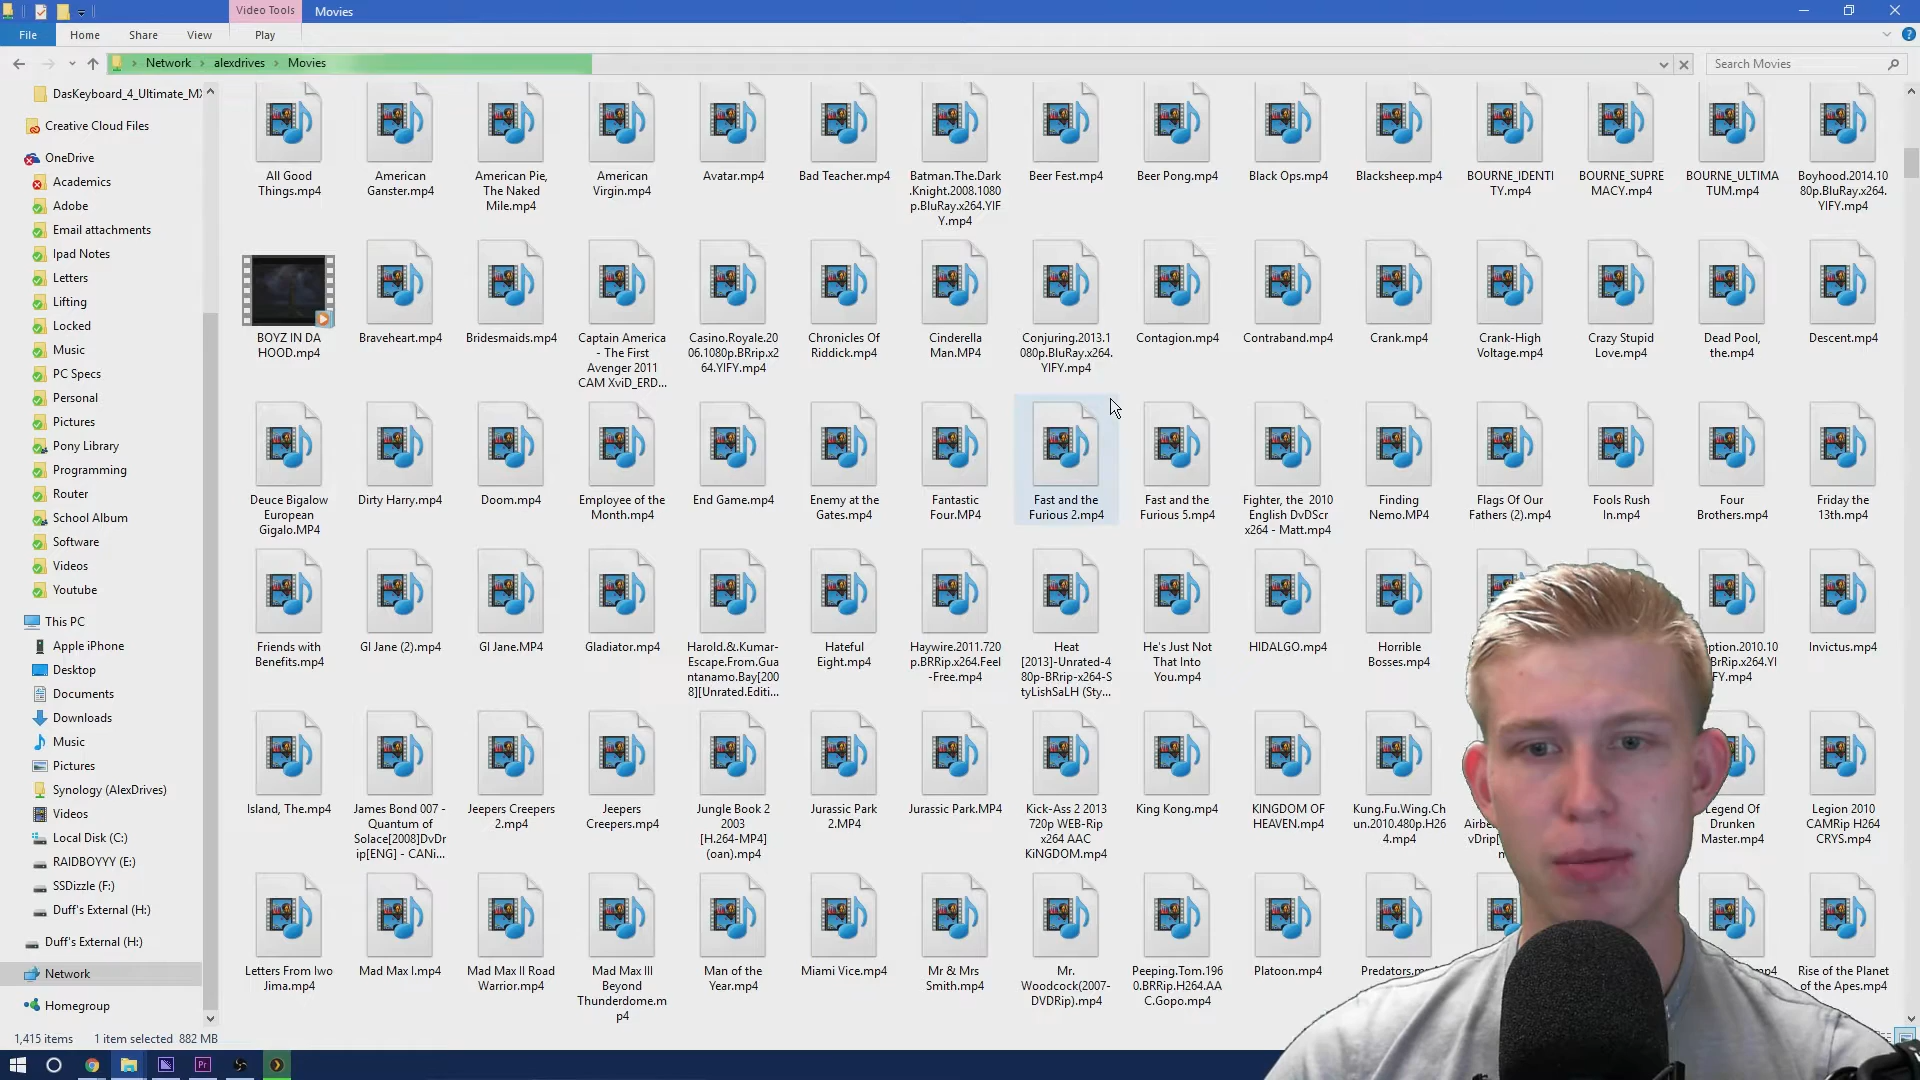 Video Tools
Movies
File
Home
Share
View
Play
Network
alexdrives
Movies
Search Movies
DasKeyboard_4_Ultimate_MX
Creative Cloud Files
OneDrive
Academics
Adobe
Email attachments
Ipad Notes
Letters
Lifting
Locked
Music
PC Specs
Personal
Pictures
Pony Library
Programming
Router
School Album
Software
Videos
Youtube
This PC
Apple iPhone
Desktop
Documents
Downloads
Music
Pictures
Synology (AlexDrives)
Videos
Local Disk (C:)
RAIDBOYYY (E:)
SSDizzle (F:)
Duff's External (H:)
Duff's External (H:)
Network
Homegroup
All Good
Things.mp4
American
Ganster.mp4
American Pie,
The Naked
Mile.mp4
American
Virgin.mp4
Avatar.mp4
Bad Teacher.mp4
Batman.The.Dark
.Knight.2008.1080
p.BluRay.x264.YIF
Y.mp4
Beer Fest.mp4
Beer Pong.mp4
Black Ops.mp4
Blacksheep.mp4
BOURNE_IDENTI
TY.mp4
BOURNE_SUPRE
MACY.mp4
BOURNE_ULTIMA
TUM.mp4
Boyhood.2014.10
80p.BluRay.x264.
YIFY.mp4
BOYZ IN DA
HOOD.mp4
Braveheart.mp4
Bridesmaids.mp4
Captain America
- The First
Avenger 2011
CAM XviD_ERD...
Casino.Royale.20
06.1080p.BRrip.x2
64.YIFY.mp4
Chronicles Of
Riddick.mp4
Cinderella
Man.MP4
Conjuring.2013.1
080p.BluRay.x264.
YIFY.mp4
Contagion.mp4
Contraband.mp4
Crank.mp4
Crank-High
Voltage.mp4
Crazy Stupid
Love.mp4
Dead Pool,
the.mp4
Descent.mp4
Deuce Bigalow
European
Gigalo.MP4
Dirty Harry.mp4
Doom.mp4
Employee of the
Month.mp4
End Game.mp4
Enemy at the
Gates.mp4
Fantastic
Four.MP4
Fast and the
Furious 2.mp4
Fast and the
Furious 5.mp4
Fighter, the 2010
English DvDScr
x264 - Matt.mp4
Finding
Nemo.MP4
Flags Of Our
Fathers (2).mp4
Fools Rush
In.mp4
Four
Brothers.mp4
Friday the
13th.mp4
Friends with
Benefits.mp4
GI Jane (2).mp4
GI Jane.MP4
Gladiator.mp4
Harold.&.Kumar-
Escape.From.Gua
ntanamo.Bay[200
8][Unrated.Editi...
Hateful
Eight.mp4
Haywire.2011.720
p.BRRip.x264.Feel
-Free.mp4
Heat
[2013]-Unrated-4
80p-BRrip-x264-S
tyLishSaLH (Sty...
He's Just Not
That Into
You.mp4
HIDALGO.mp4
Horrible
Bosses.mp4
ption.2010.10
BrRip.x264.YI
FY.mp4
Invictus.mp4
Island, The.mp4
James Bond 007 -
Quantum of
Solace[2008]DvDr
ip[ENG] - CANi...
Jeepers Creepers
2.mp4
Jeepers
Creepers.mp4
Jungle Book 2
2003
[H.264-MP4]
(oan).mp4
Jurassic Park
2.MP4
Jurassic Park.MP4
Kick-Ass 2 2013
720p WEB-Rip
x264 AAC
KiNGDOM.mp4
King Kong.mp4
KINGDOM OF
HEAVEN.mp4
Kung.Fu.Wing.Ch
un.2010.480p.H26
4.mp4
Airbe
vDrip[
Legend Of
Drunken
Master.mp4
Legion 2010
CAMRip H264
CRYS.mp4
Letters From Iwo
Jima.mp4
Mad Max I.mp4
Mad Max II Road
Warrior.mp4
Mad Max III
Beyond
Thunderdome.m
p4
Man of the
Year.mp4
Miami Vice.mp4
Mr & Mrs
Smith.mp4
Mr.
Woodcock(2007-
DVDRip).mp4
Peeping.Tom.196
0.BRRip.H264.AA
C.Gopo.mp4
Platoon.mp4
Predators.m
Rise of the Planet
of the Apes.mp4
1,415 items
1 item selected 882 MB